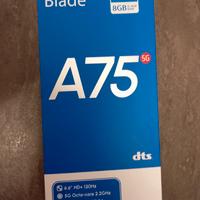 Blade
8GB
A75
5G
dts
6.6" HD+ 120Hz
5G Octa-core 2.2GHz